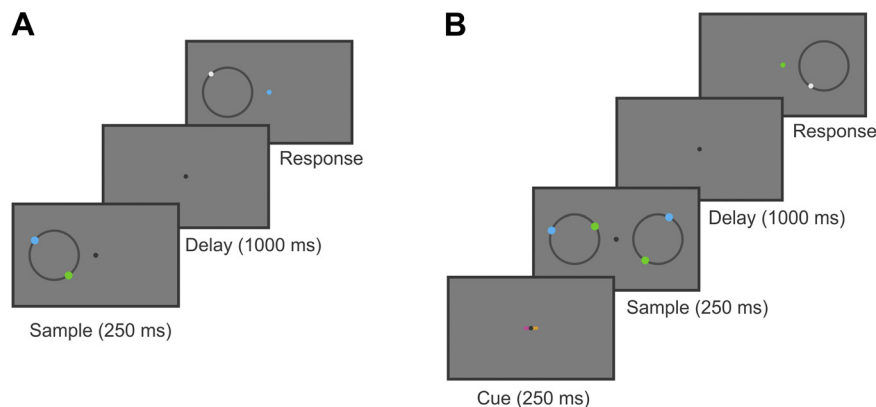 A
Response
Delay (1000 ms)
Sample (250 ms)
B
Response
Delay (1000 ms)
Sample (250 ms)
Cue (250 ms)